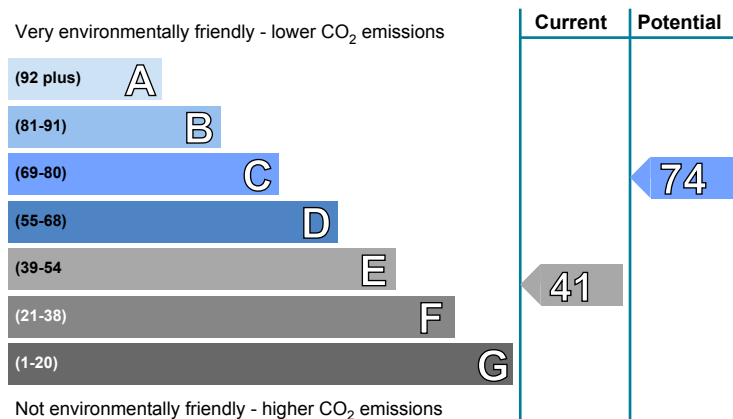 Current Potential
Very environmentally friendly - lower CO2 emissions
(92 plus) A
(81-91) B
(69-80) C
74
(55-68) D
(39-54 E
41
(21-38) F
(1-20) G
Not environmentally friendly - higher CO2 emissions